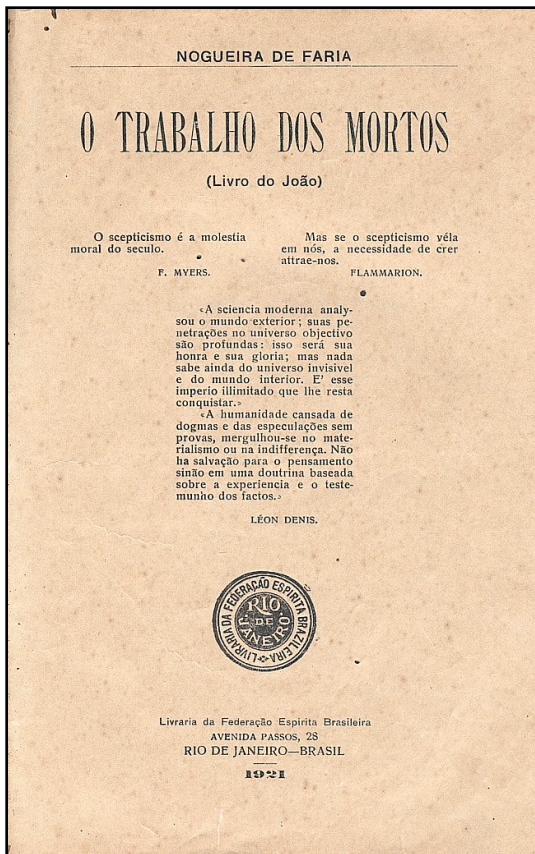 NOGUEIRA DE FARIA
O TRABALHO DOS MORTOS
(Livro do João)
O scepticismo é a molestia
moral do seculo.
F. MYERS.
Mas se o scepticismo véla
em nós, a necessidade de crer
attrae-nos.
FLAMMARION.
«A sciencia moderna analy-
sou o mundo exterior; suas pe-
netrações no universo objectivo
são profundas: isso será sua
honra e sua gloria; mas nada
sabe ainda do universo invisivel
e do mundo interior. E' esse
imperio illimitado que lhe resta
conquistar.»
«A humanidade cansada de
dogmas e das especulações sem
provas, mergulhou-se no mate-
rialismo ou na indifferença. Não
ha salvação para o pensamento
sinão em uma doutrina baseada
sobre a experiencia e o teste-
munho dos factos.»
LÉON DENIS.
LIVRARIA DA FEDERAÇÃO ESPIRITA BRAZILEIRA
RIO
DE
JANEIRO
Livraria da Federação Espirita Brasileira
AVENIDA PASSOS, 28
RIO DE JANEIRO—BRASIL
1921